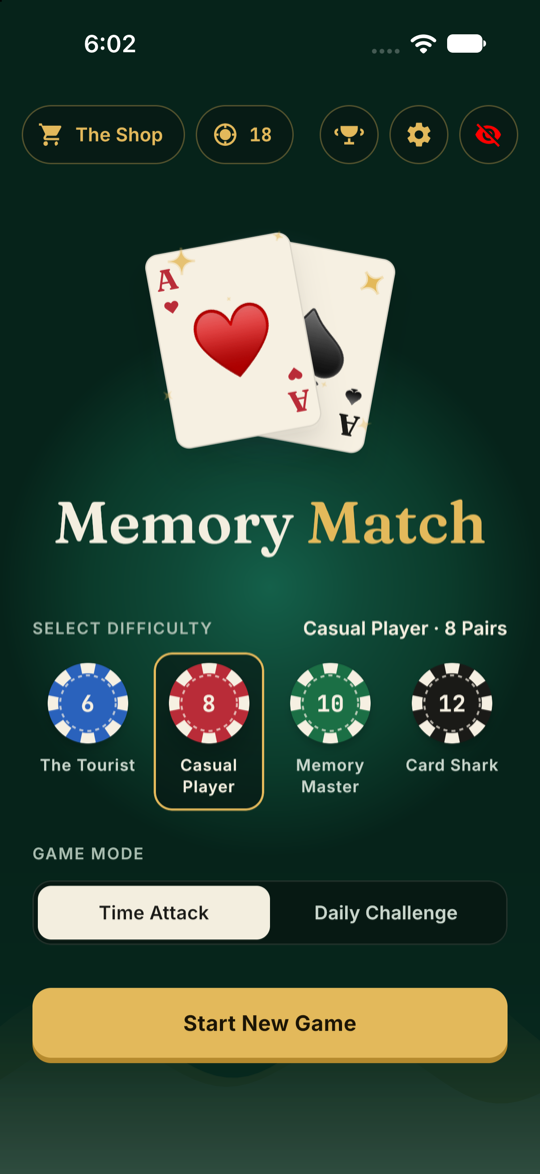 6:02
The Shop
18
A
A
A
Memory Match
SELECT DIFFICULTY
Casual Player · 8 Pairs
6
8
10
12
The Tourist
Casual
Player
Memory
Master
Card Shark
GAME MODE
Time Attack
Daily Challenge
Start New Game